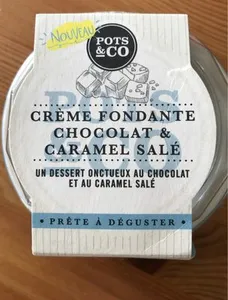 NOUVEAU
POTS
&CO
CRÈME FONDANTE
CHOCOLAT &
CARAMEL SALÉ
UN DESSERT ONCTUEUX AU CHOCOLAT
ET AU CARAMEL SALÉ
• PRÊTE À DÉGUSTER •